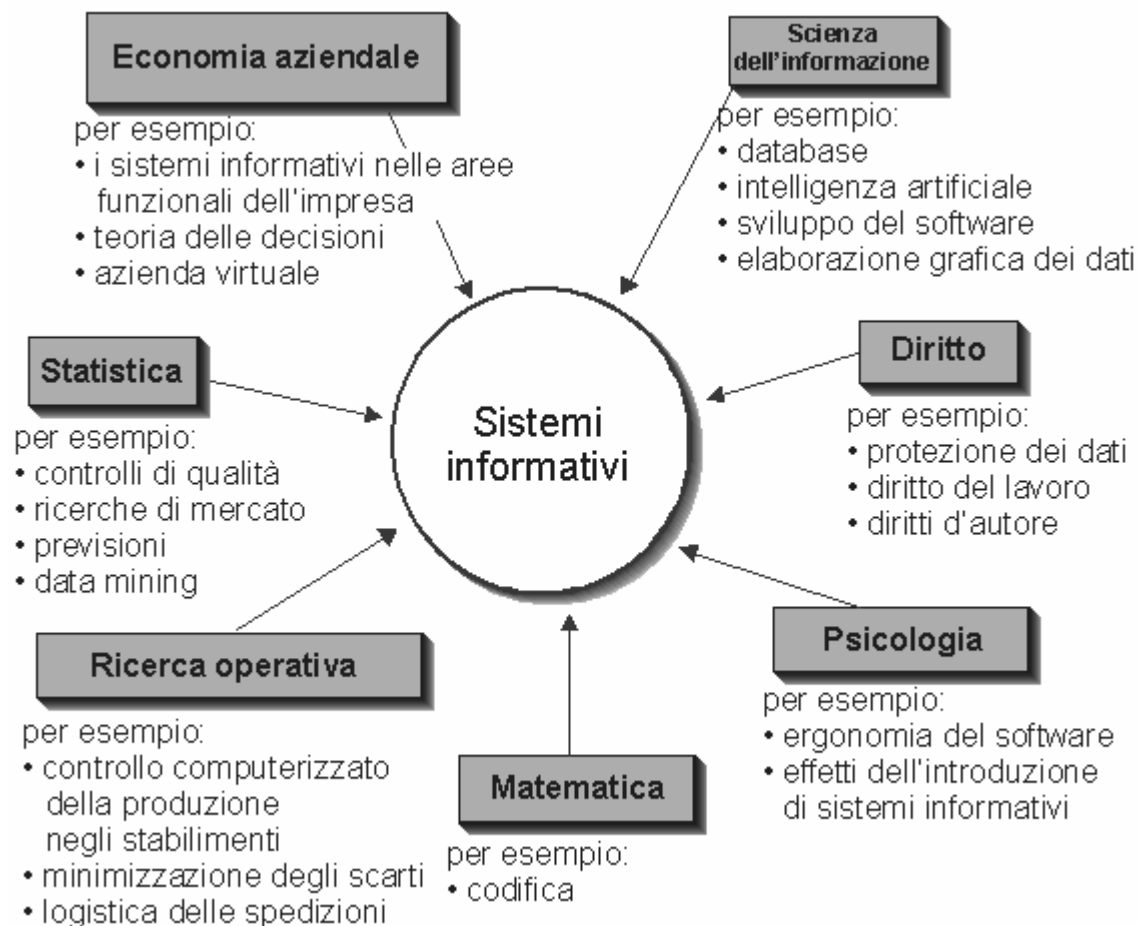 Economia aziendale
per esempio:
• i sistemi informativi nelle aree
funzionali dell'impresa
• teoria delle decisioni
• azienda virtuale
Scienza
dell'informazione
per esempio:
• database
• intelligenza artificiale
• sviluppo del software
• elaborazione grafica dei dati
Statistica
per esempio:
• controlli di qualità
• ricerche di mercato
• previsioni
• data mining
Sistemi
informativi
Diritto
per esempio:
• protezione dei dati
• diritto del lavoro
• diritti d'autore
Ricerca operativa
per esempio:
• controllo computerizzato
della produzione
negli stabilimenti
• minimizzazione degli scarti
• logistica delle spedizioni
Matematica
per esempio:
• codifica
Psicologia
per esempio:
• ergonomia del software
• effetti dell'introduzione
di sistemi informativi